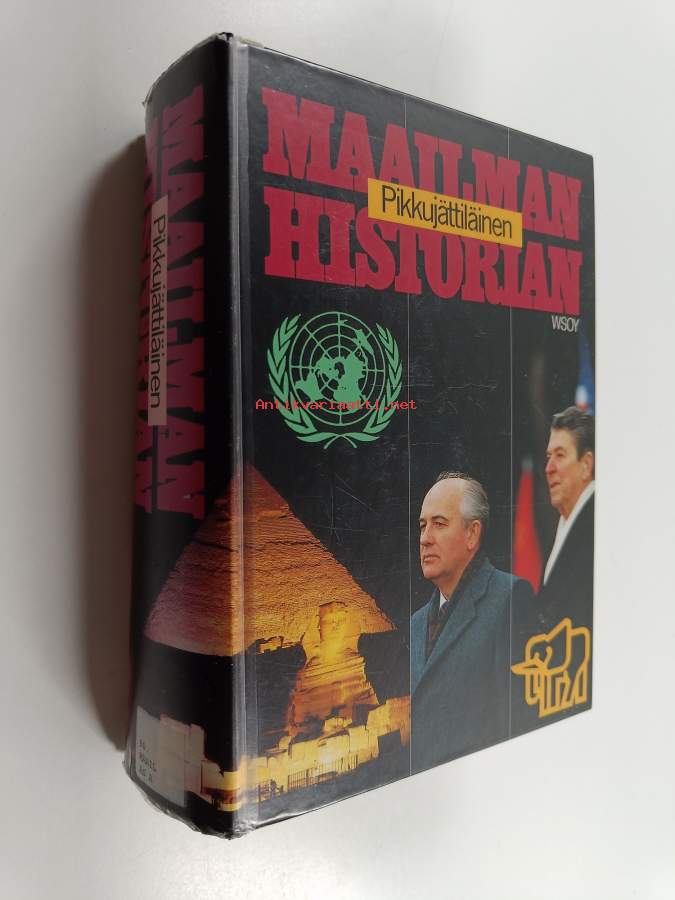 MAAILMAN
Pikkujättiläinen
HISTORIAN
WSOY
Antikvariaatti.net
MAAILMAN
Pikkujättiläinen